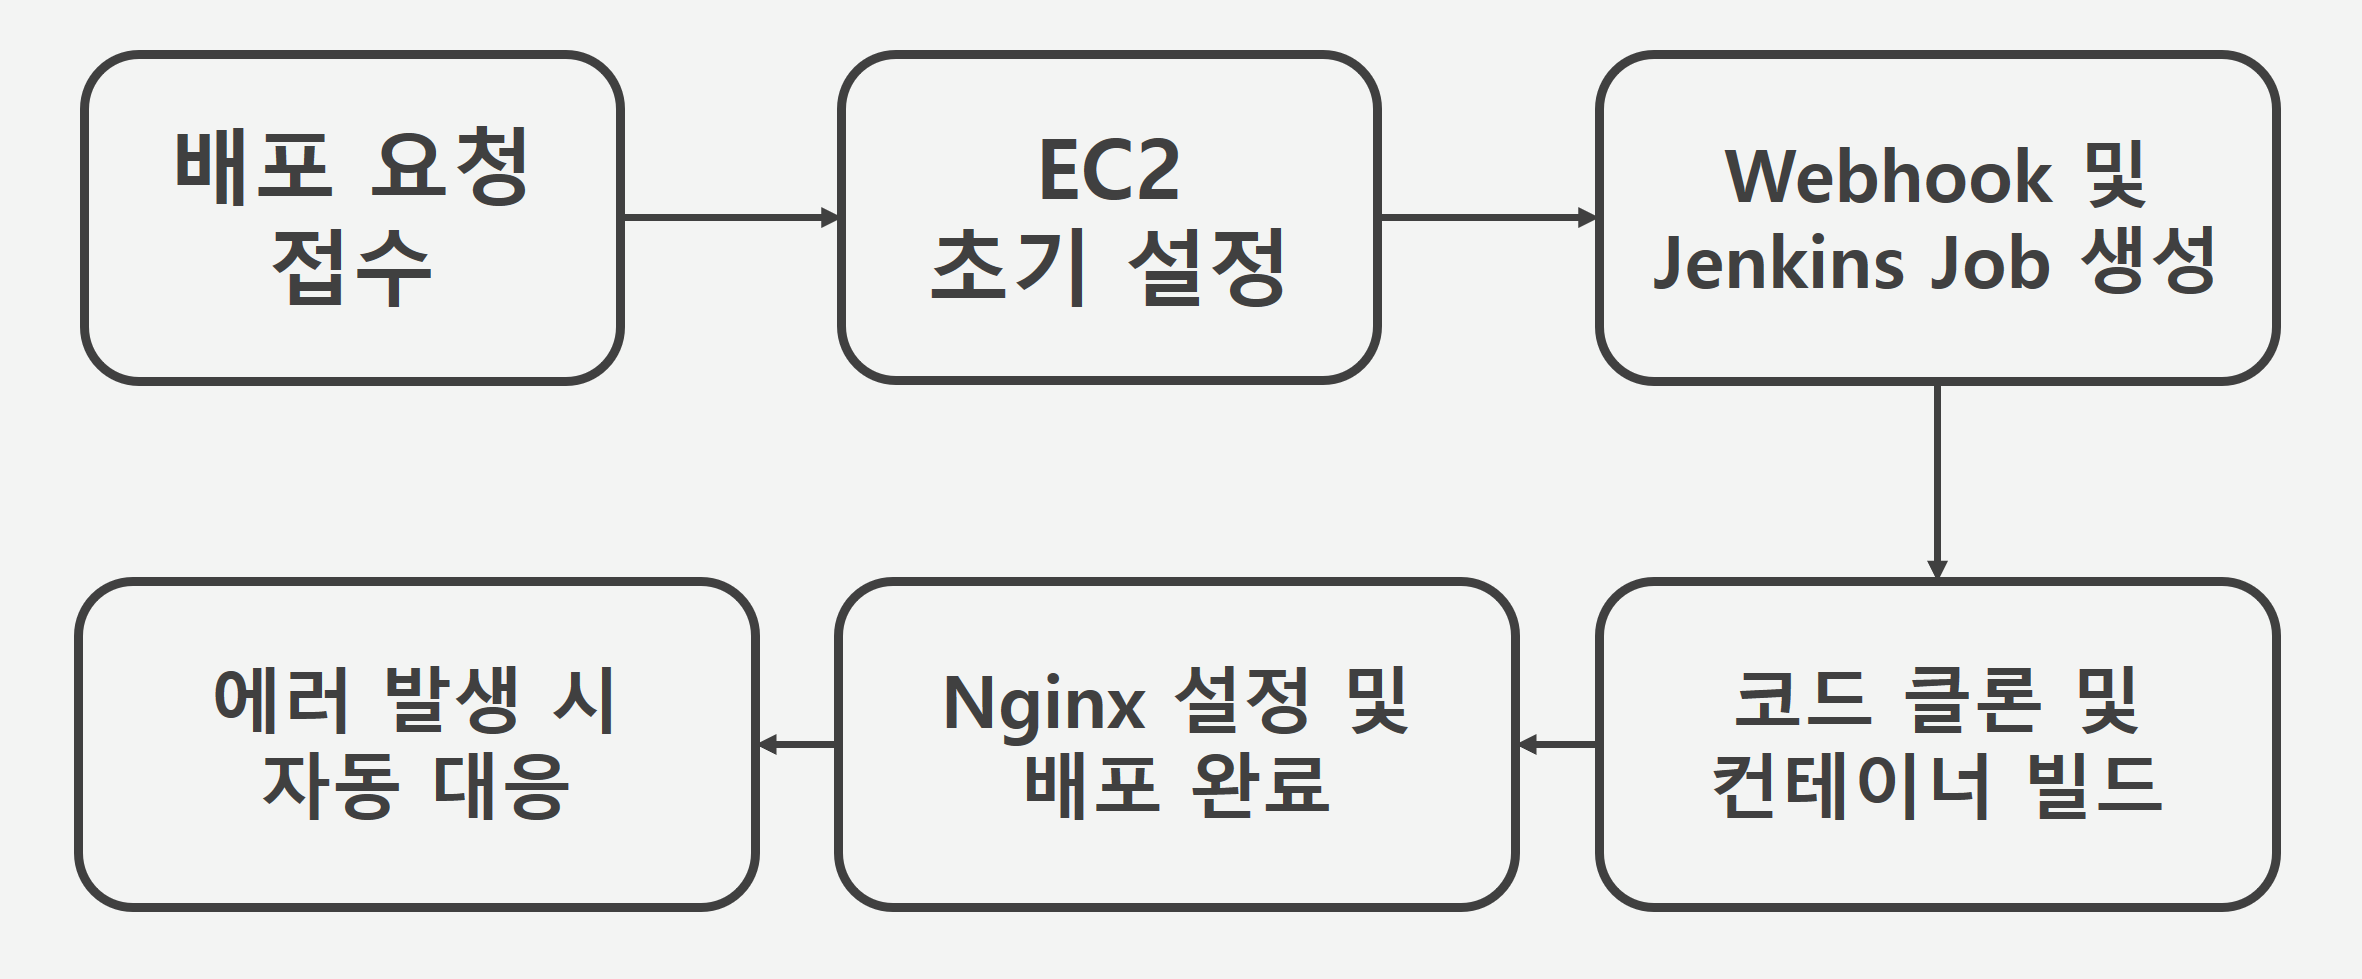 배포 요청
접수
EC2
초기 설정
Webhook 및
Jenkins Job 생성
코드 클론 및
컨테이너 빌드
Nginx 설정 및
배포 완료
에러 발생 시
자동 대응